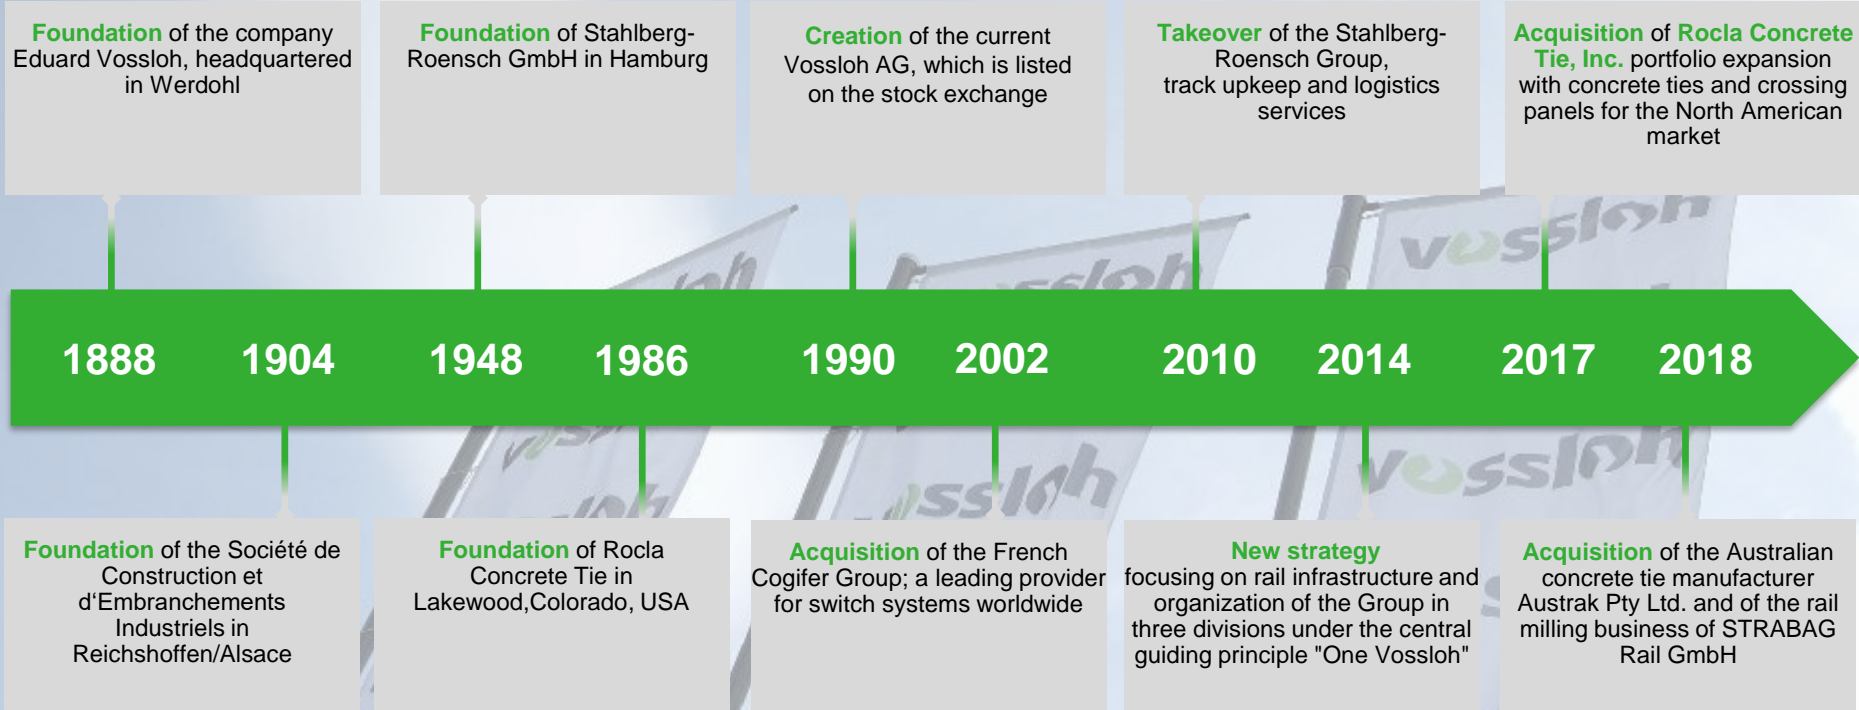 Foundation of the company
Eduard Vossloh, headquartered
in Werdohl
Foundation of Stahlberg-
Roensch GmbH in Hamburg
Creation of the current
Vossloh AG, which is listed
on the stock exchange
Takeover of the Stahlberg-
Roensch Group,
track upkeep and logistics
services
Acquisition of Rocla Concrete
Tie, Inc. portfolio expansion
with concrete ties and crossing
panels for the North American
market
vossloh
vossloh
1888 1904 1948 1986 1990 2002 2010 2014 2017 2018
vossloh
vossloh
Foundation of the Société de
Construction et
d‘Embranchements
Industriels in
Reichshoffen/Alsace
Foundation of Rocla
Concrete Tie in
Lakewood,Colorado, USA
Acquisition of the French
Cogifer Group; a leading provider
for switch systems worldwide
New strategy
focusing on rail infrastructure and
organization of the Group in
three divisions under the central
guiding principle "One Vossloh"
Acquisition of the Australian
concrete tie manufacturer
Austrak Pty Ltd. and of the rail
milling business of STRABAG
Rail GmbH